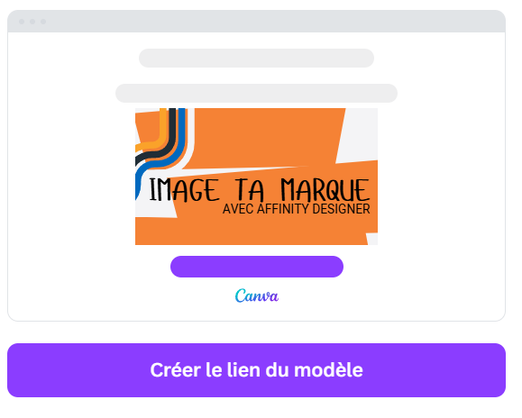 IMAGE TA MARQUE
AVEC AFFINITY DESIGNER
Canva
Créer le lien du modèle